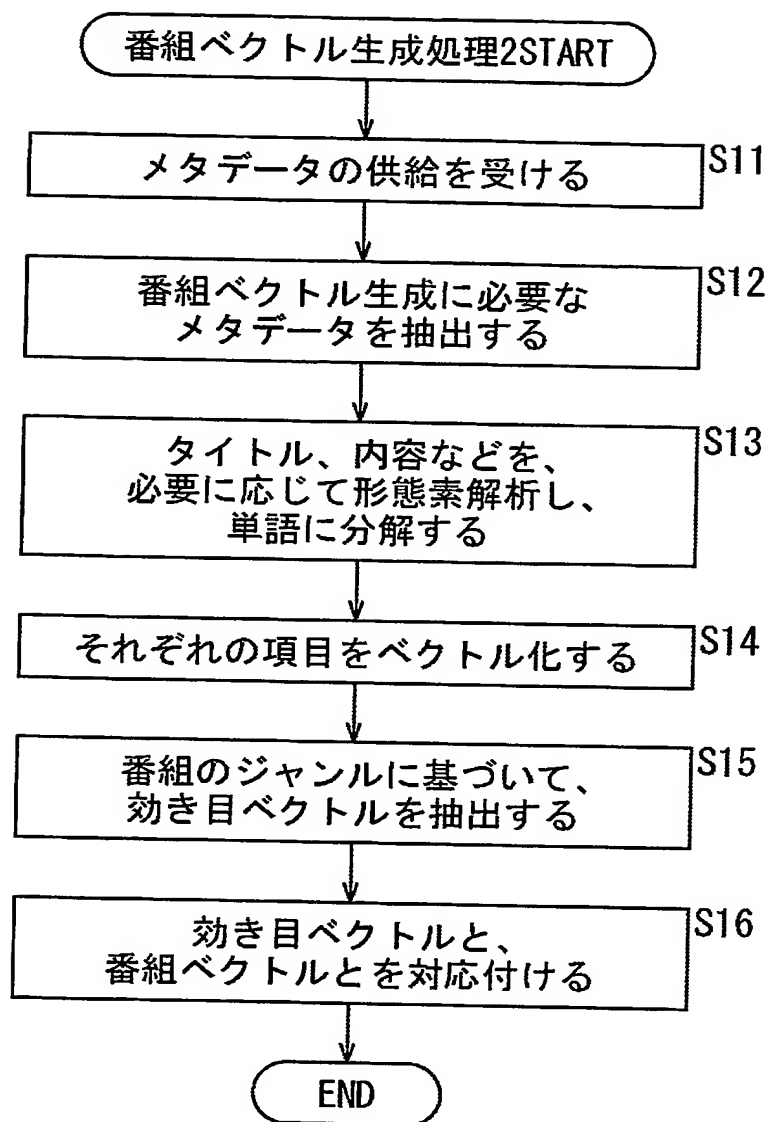 番組ベクトル生成処理2START
メタデータの供給を受ける
S11
番組ベクトル生成に必要な
メタデータを抽出する
S12
タイトル、内容などを、
必要に応じて形態素解析し、
単語に分解する
S13
それぞれの項目をベクトル化する
S14
番組のジャンルに基づいて、
効き目ベクトルを抽出する
S15
効き目ベクトルと、
番組ベクトルとを対応付ける
S16
END